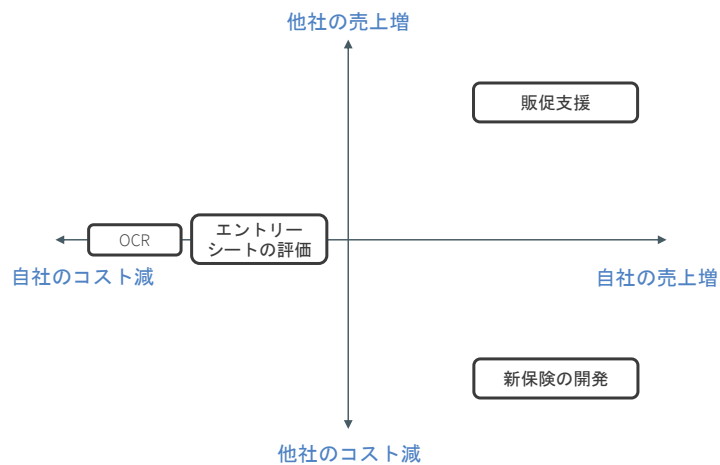 他社の売上増
販促支援
エントリー
シートの評価
OCR
自社のコスト減
自社の売上増
新保険の開発
他社のコスト減